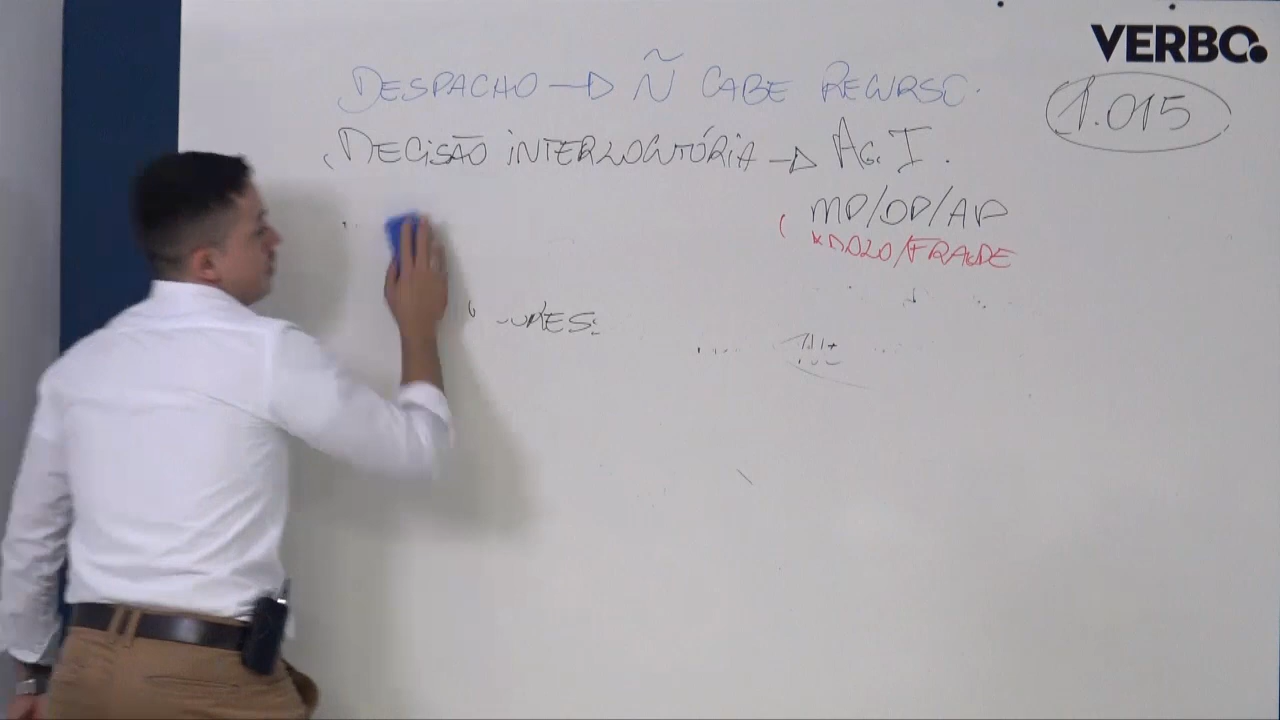 VERBO.
DESPACHO → Ñ CABE RECURSO.
1.015
DECISÃO INTERLOCUTÓRIA → AG. I.
MP/DP/AP
DOLO/FRAUDE